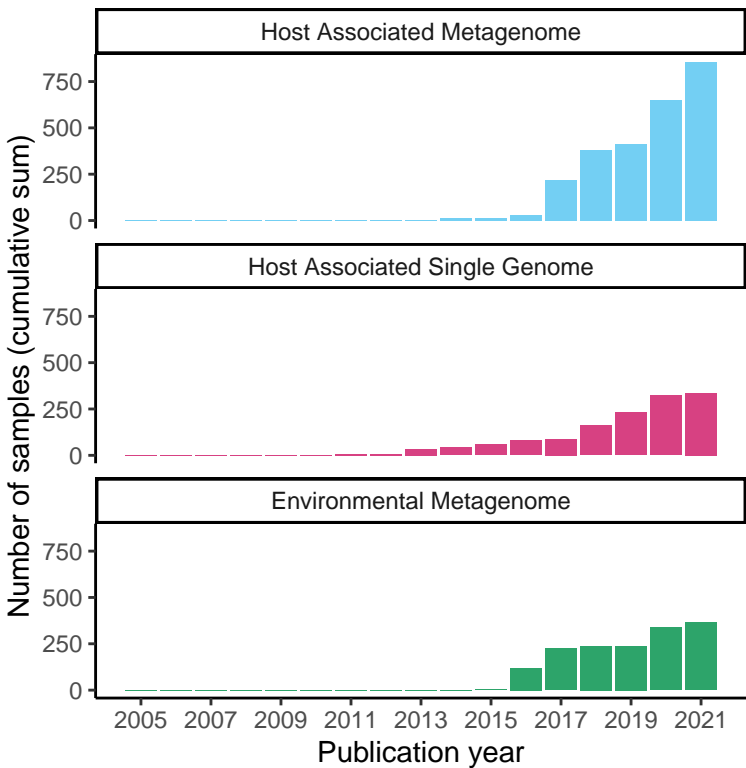 Host Associated Metagenome
750
500
250
0
Host Associated Single Genome
750
500
250
0
Environmental Metagenome
750
500
250
0
2005 2007 2009 2011 2013 2015 2017 2019 2021
Publication year
Number of samples (cumulative sum)